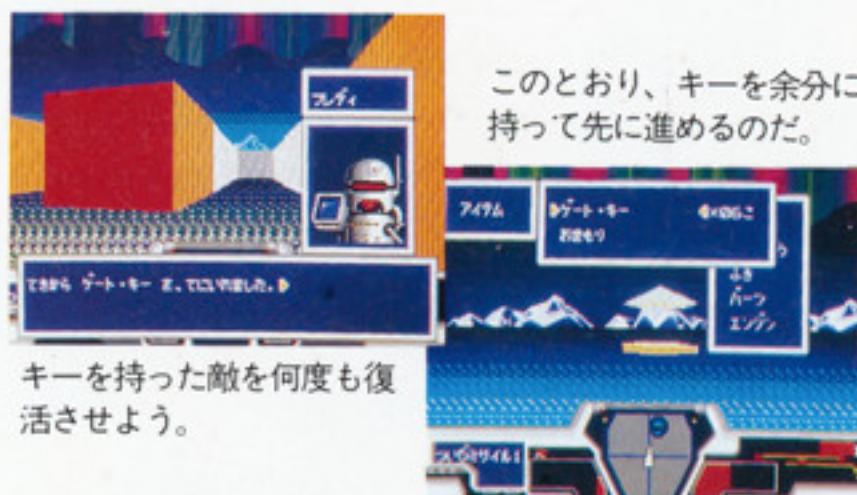 フレディ
てきから ゲート・キー を、てにいれました。
キーを持った敵を何度も復
活させよう。
このとおり、キーを余分に
持って先に進めるのだ。
アイテム
ゲート・キー ×06こ
おまもり
パーツ
エンジン